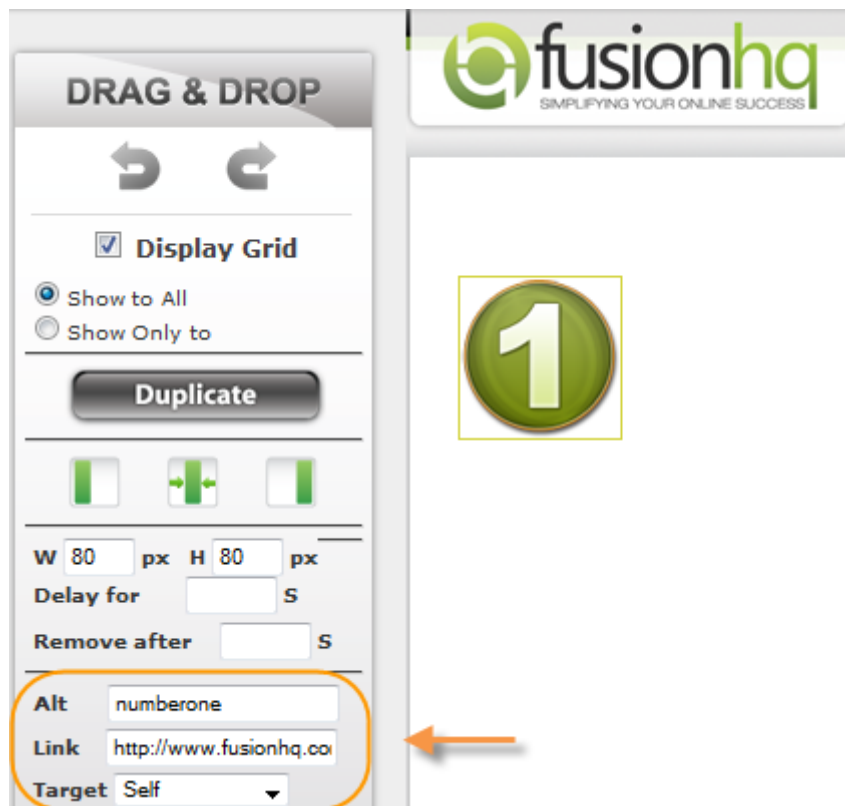 DRAG & DROP
fusionhq
SIMPLIFYING YOUR ONLINE SUCCESS
Display Grid
Show to All
Show Only to
Duplicate
1
W 80 px H 80 px
Delay for S
Remove after S
Alt numberone
Link http://www.fusionhq.co
Target Self